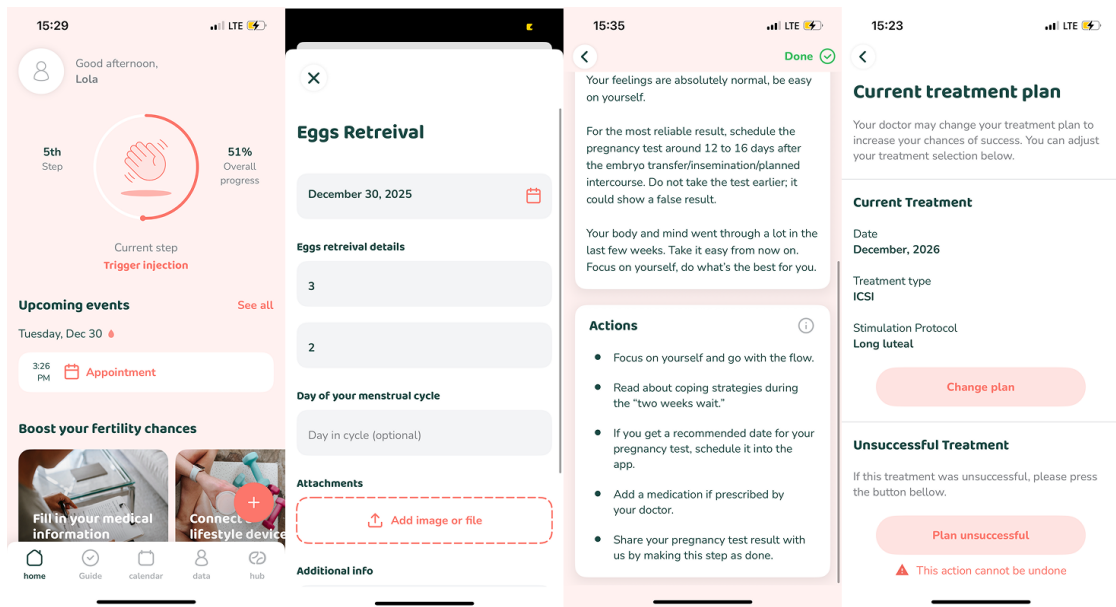 15:29
LTE
Good afternoon,
Lola
5th
Step
51%
Overall
progress
Current step
Trigger injection
Upcoming events
See all
Tuesday, Dec 30
3:26
PM
Appointment
Boost your fertility chances
Fill in your medical
information
Connect
lifestyle device
+
home
Guide
calendar
data
hub
Eggs Retreival
December 30, 2025
Eggs retreival details
3
2
Day of your menstrual cycle
Day in cycle (optional)
Attachments
Add image or file
Additional info
15:35
LTE
Done
Your feelings are absolutely normal, be easy
on yourself.
For the most reliable result, schedule the
pregnancy test around 12 to 16 days after
the embryo transfer/insemination/planned
intercourse. Do not take the test earlier; it
could show a false result.
Your body and mind went through a lot in the
last few weeks. Take it easy from now on.
Focus on yourself, do what's the best for you.
Actions
• Focus on yourself and go with the flow.
• Read about coping strategies during
the “two weeks wait.”
• If you get a recommended date for your
pregnancy test, schedule it into the
app.
• Add a medication if prescribed by
your doctor.
• Share your pregnancy test result with
us by making this step as done.
15:23
LTE
Current treatment plan
Your doctor may change your treatment plan to
increase your chances of success. You can adjust
your treatment selection below.
Current Treatment
Date
December, 2026
Treatment type
ICSI
Stimulation Protocol
Long luteal
Change plan
Unsuccessful Treatment
If this treatment was unsuccessful, please press
the button bellow.
Plan unsuccessful
This action cannot be undone